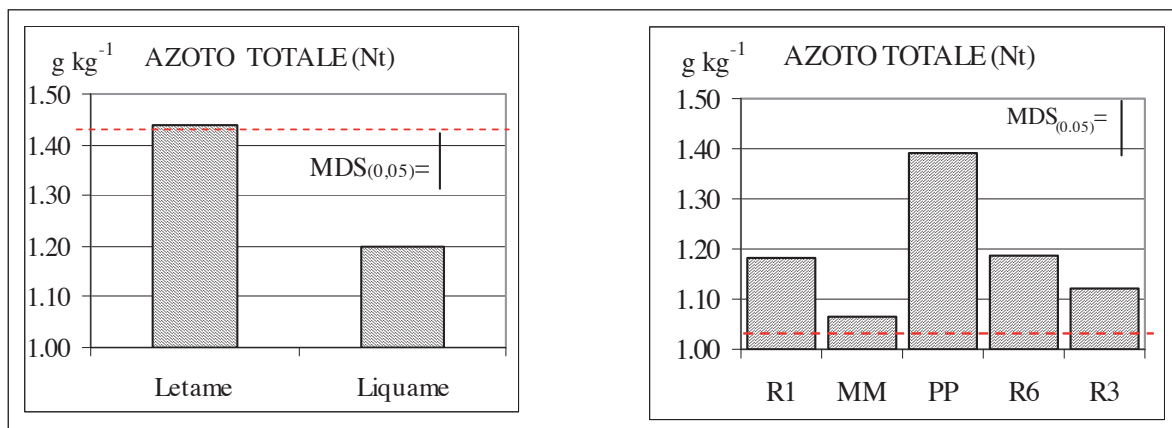 g kg-1 AZOTO TOTALE (Nt)
1.50
1.40
1.30
1.20
1.10
1.00
MDS(0,05)=
Letame Liquame
g kg-1 AZOTO TOTALE (Nt)
1.50
1.40
1.30
1.20
1.10
1.00
MDS(0.05)=
R1 MM PP R6 R3